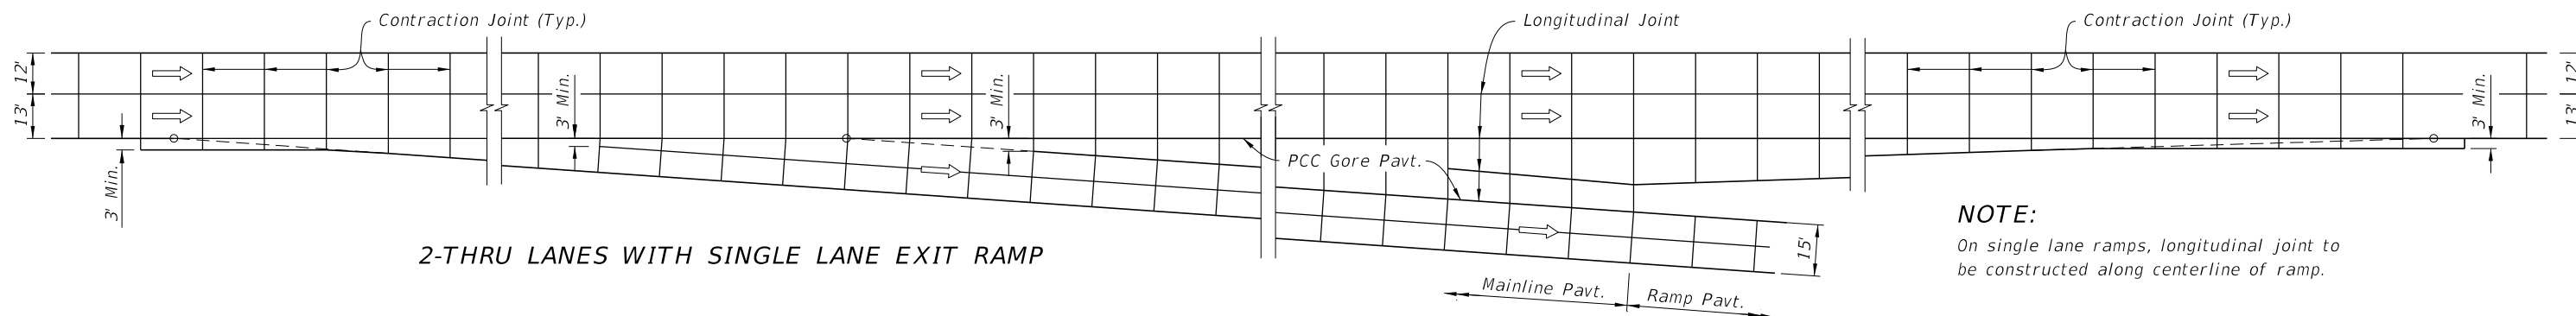 Contraction Joint (Typ.)
Longitudinal Joint
Contraction Joint (Typ.)
12'
13'
3' Min.
3' Min.
3' Min.
PCC Gore Pavt.
3' Min.
12'
13'
15'
2-THRU LANES WITH SINGLE LANE EXIT RAMP
Mainline Pavt.
Ramp Pavt.
NOTE:
On single lane ramps, longitudinal joint to
be constructed along centerline of ramp.